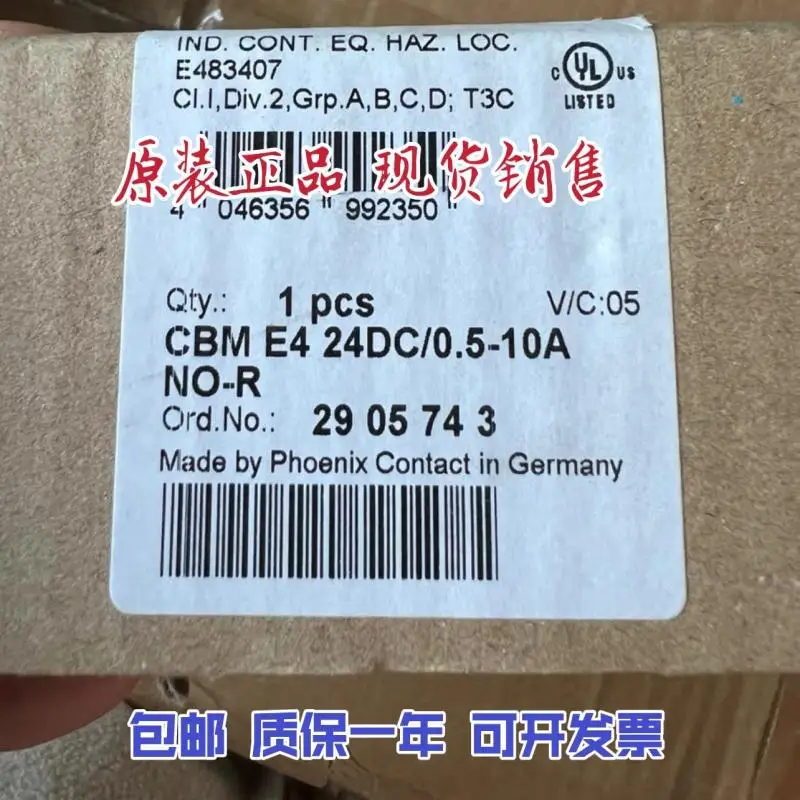 IND. CONT. EQ. HAZ. LOC.
E483407
Cl.I,Div.2,Grp.A,B,C,D; T3C
C UL US
LISTED
原装正品 现货销售
4 "046356 "992350"
Qty.: 1 pcs V/C:05
CBM E4 24DC/0.5-10A
NO-R
Ord.No.: 29 05 74 3
Made by Phoenix Contact in Germany
包邮 质保一年 可开发票